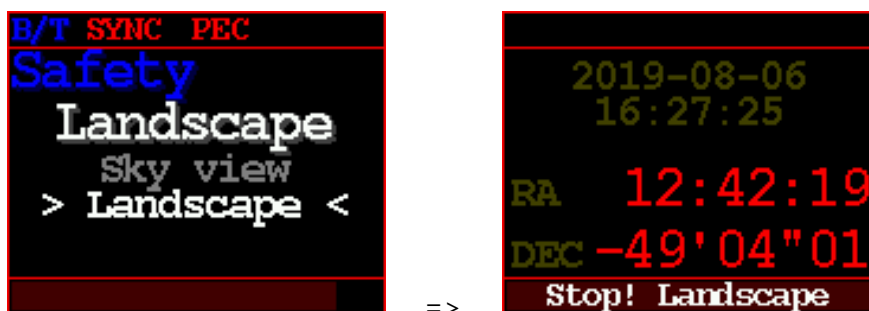 B/T SYNC PEC
Safety
Landscape
Sky view
> Landscape <
=>
2019-08-06
16:27:25
RA 12:42:19
DEC -49'04"01
Stop! Landscape